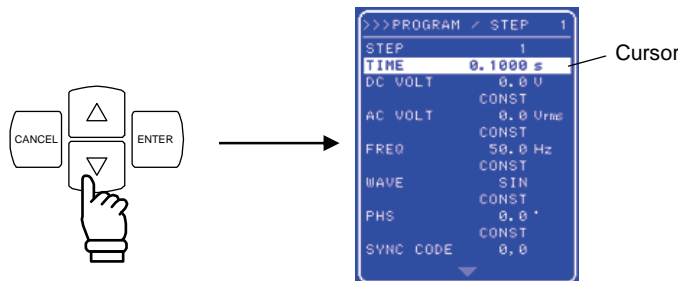 CANCEL
ENTER
>>>PROGRAM / STEP 1
STEP 1
TIME 0.1000 s
DC VOLT 0.0 V
CONST
AC VOLT 0.0 Vrms
CONST
FREQ 50.0 Hz
CONST
WAVE SIN
CONST
PHS 0.0 °
CONST
SYNC CODE 0,0
Cursor